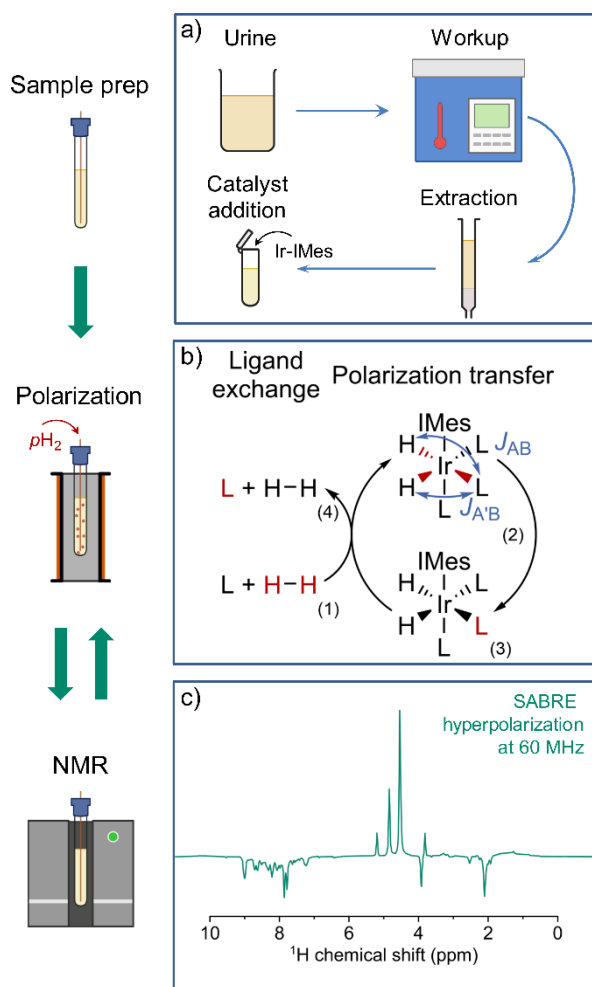 Sample prep
Polarization
pH2
NMR
a)
Urine
Workup
Catalyst
addition
Extraction
Ir-IMes
b)
Ligand
exchange
Polarization transfer
IMes
H
L
JAB
Ir
H
L
JA'B
L
L + H-H
(4)
(2)
L + H-H
(1)
IMes
H
L
Ir
H
L
(3)
L
c)
SABRE
hyperpolarization
at 60 MHz
10 8 6 4 2 0
1H chemical shift (ppm)